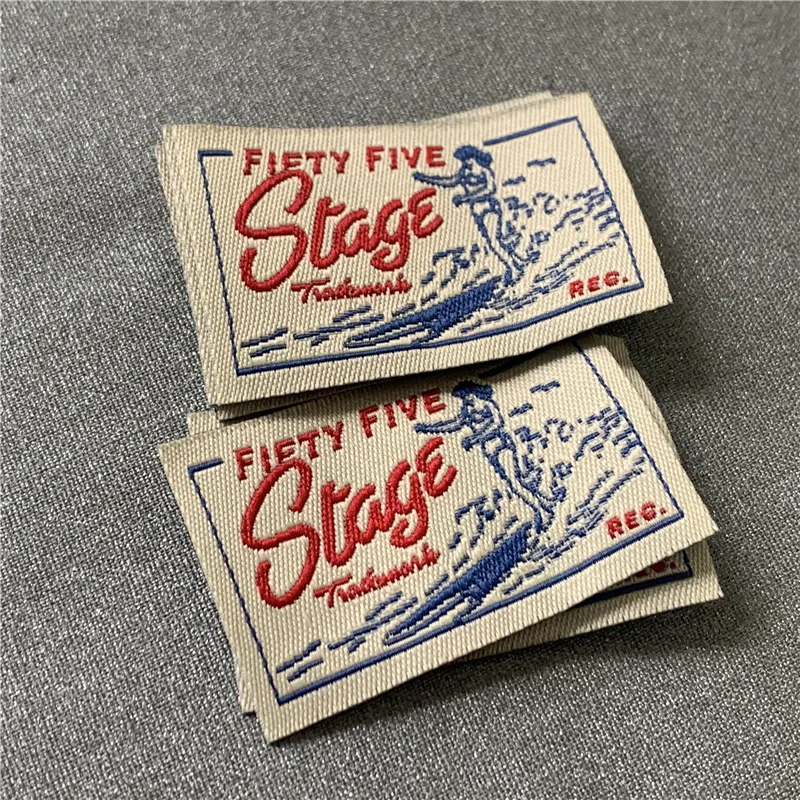 FIFTY FIVE
Stage
Trademark
REG.
FIFTY FIVE
Stage
Trademark
REG.